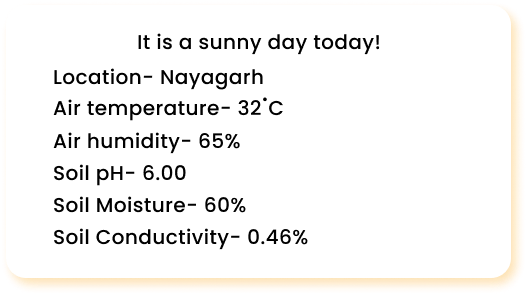 It is a sunny day today!
Location- Nayagarh
Air temperature- 32°C
Air humidity- 65%
Soil pH- 6.00
Soil Moisture- 60%
Soil Conductivity- 0.46%